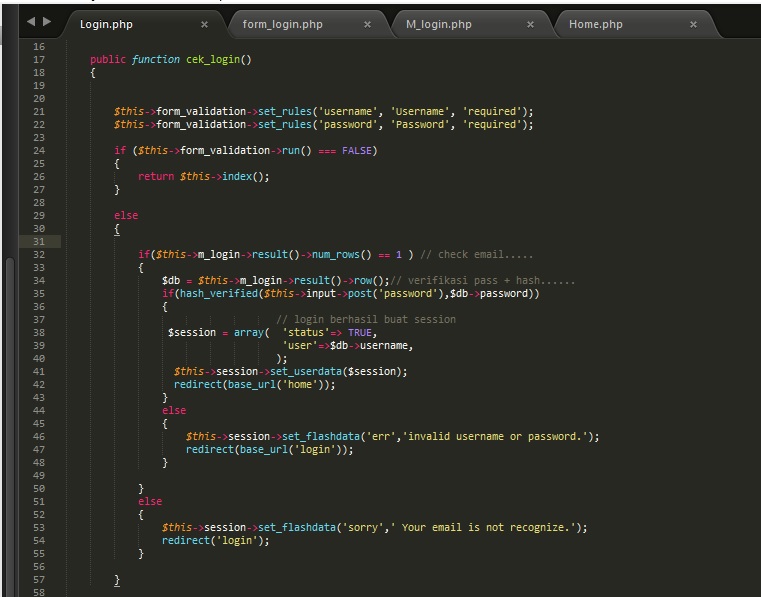 Login.php × form_login.php × M_login.php × Home.php ×
16
17 public function cek_login()
18 {
19
20
21 $this->form_validation->set_rules('username', 'Username', 'required');
22 $this->form_validation->set_rules('password', 'Password', 'required');
23
24 if ($this->form_validation->run() === FALSE)
25 {
26 return $this->index();
27 }
28
29 else
30 {
31
32 if($this->m_login->result()->num_rows() == 1 ) // check email.....
33 {
34 $db = $this->m_login->result()->row();// verifikasi pass + hash......
35 if(hash_verified($this->input->post('password'),$db->password))
36 {
37 // login berhasil buat session
38 $session = array( 'status'=> TRUE,
39 'user'=>$db->username,
40 );
41 $this->session->set_userdata($session);
42 redirect(base_url('home'));
43 }
44 else
45 {
46 $this->session->set_flashdata('err','invalid username or password.');
47 redirect(base_url('login'));
48 }
49
50 }
51 else
52 {
53 $this->session->set_flashdata('sorry',' Your email is not recognize.');
54 redirect('login');
55 }
56
57 }
58